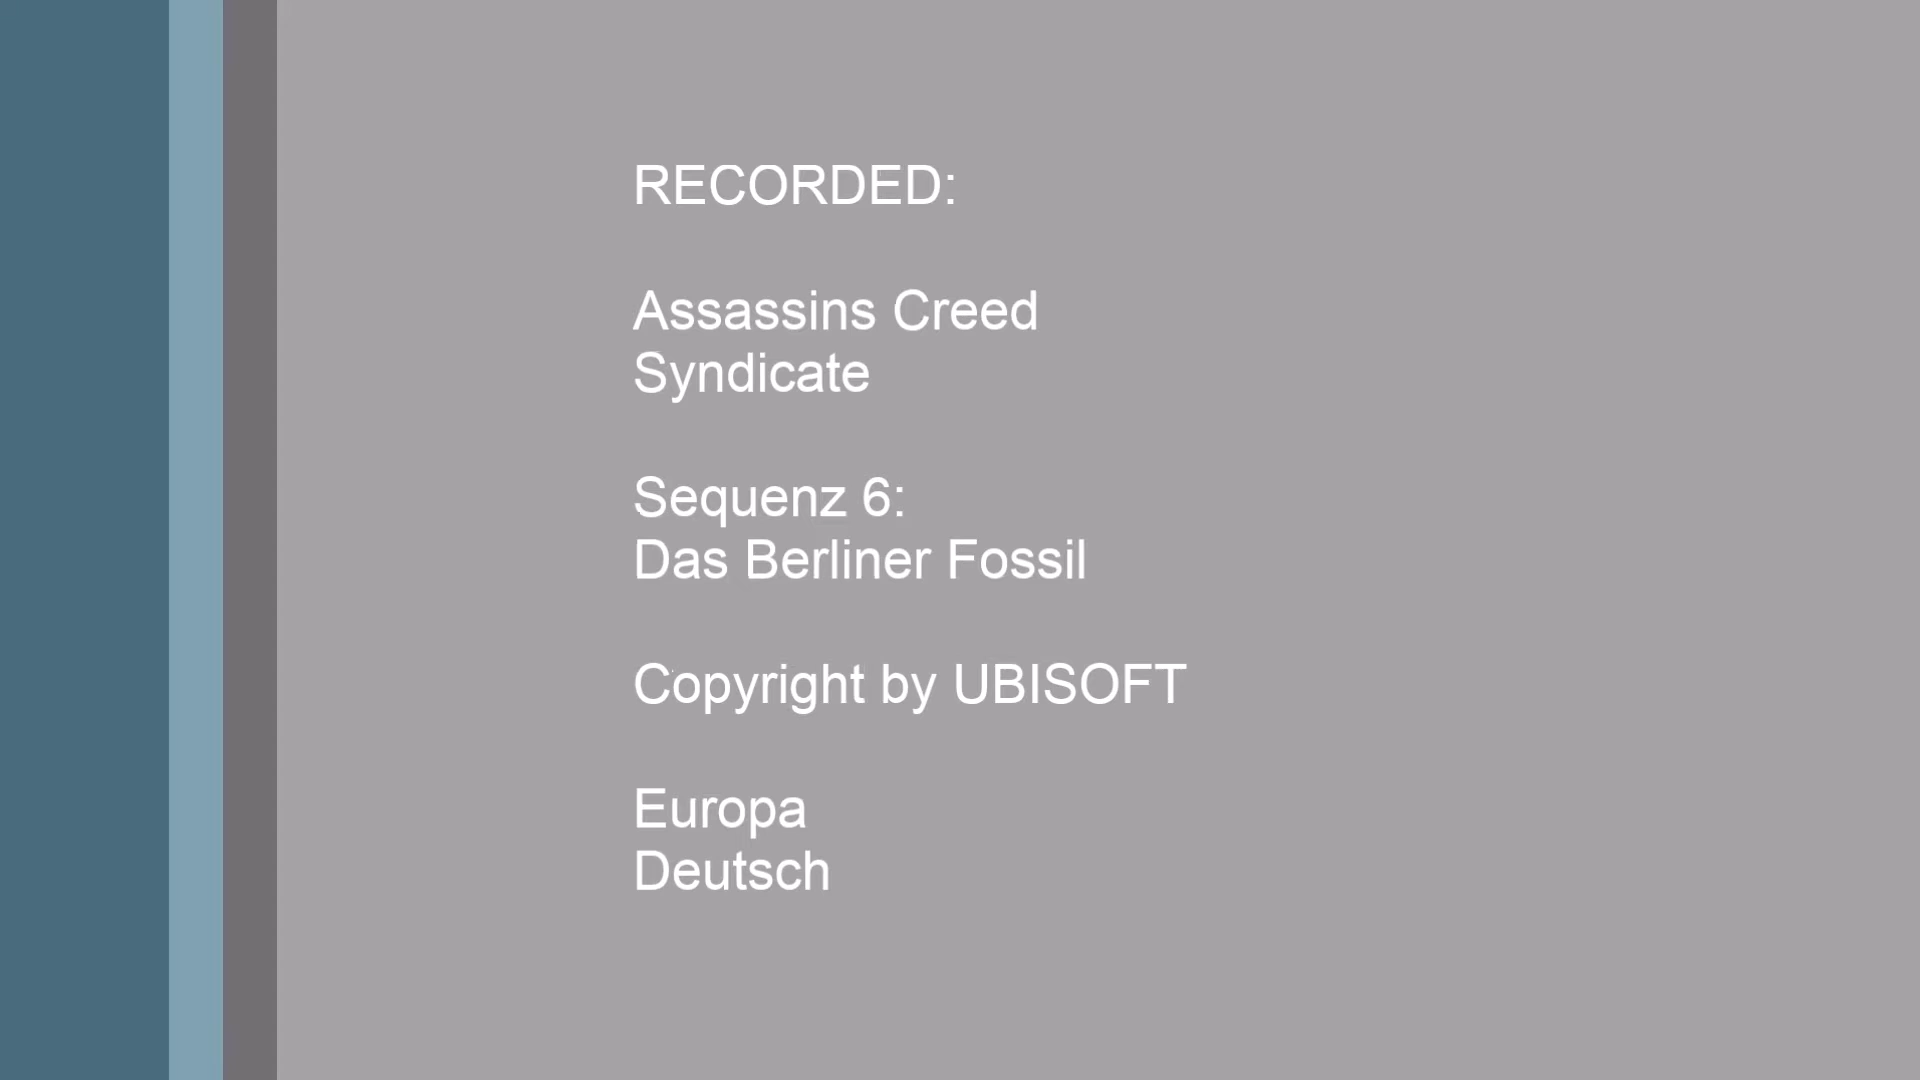 RECORDED:
Assassins Creed
Syndicate
Sequenz 6:
Das Berliner Fossil
Copyright by UBISOFT
Europa
Deutsch